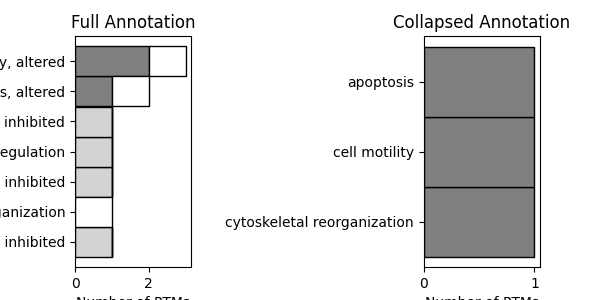 Full Annotation
Collapsed Annotation
y, altered
s, altered
inhibited
egulation
inhibited
ganization
inhibited
0
2
apoptosis
cell motility
cytoskeletal reorganization
0
1
Number of PTMs
Number of PTMs